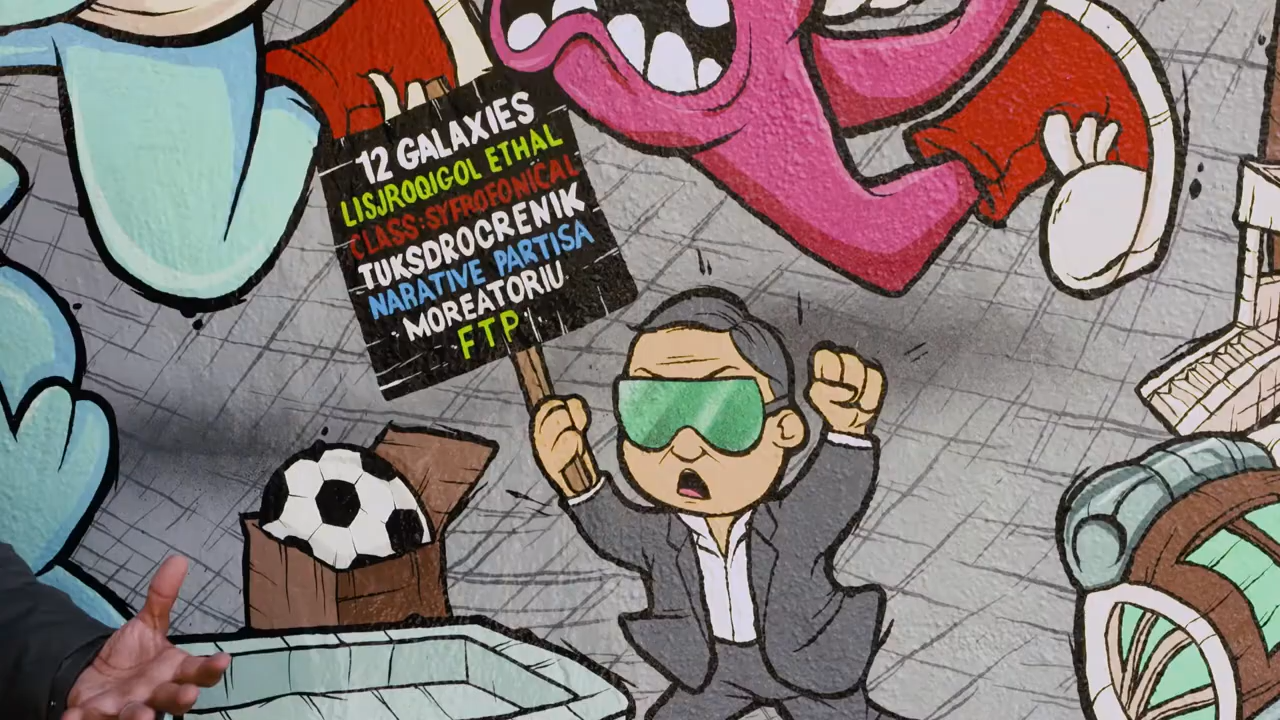 12 GALAXIES
LISJROQIGOL ETHAL
CLASS:SYFROFONICAL
TUKSDROCRENIK
NARATIVE PARTISA
MOREATORIU
FTP